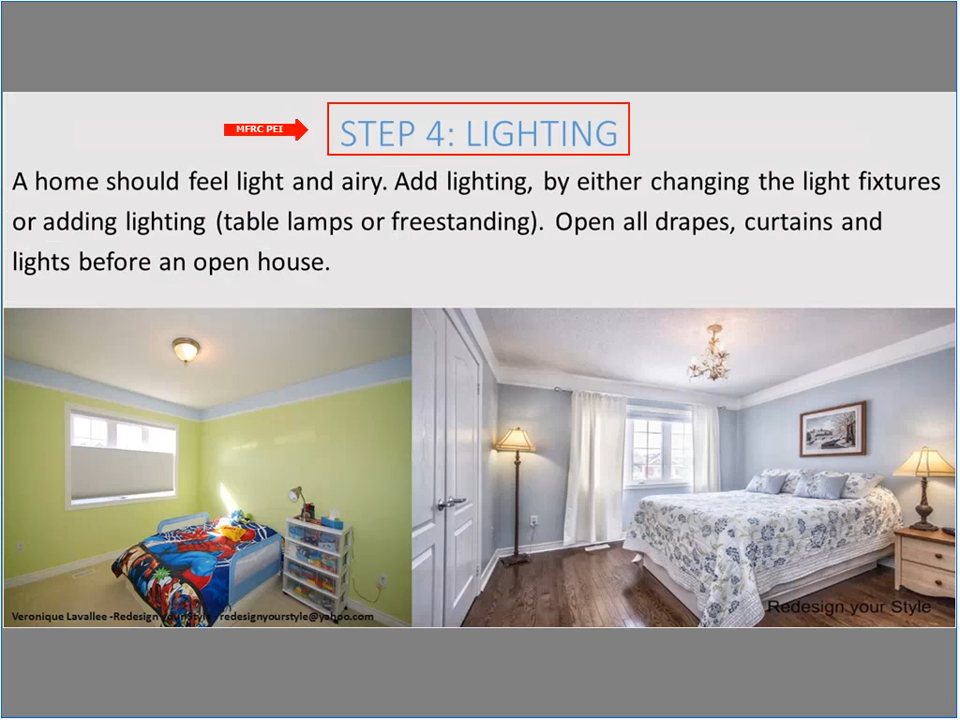 MFRC PEI
STEP 4: LIGHTING
A home should feel light and airy. Add lighting, by either changing the light fixtures
or adding lighting (table lamps or freestanding). Open all drapes, curtains and
lights before an open house.
Veronique Lavallee -Redesign Your Style redesignyourstyle@yahoo.com
Redesign your Style